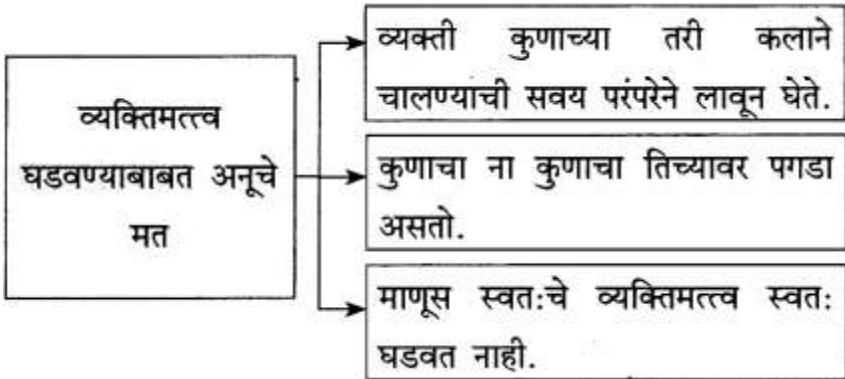 व्यक्तिमत्त्व
घडवण्याबाबत अनूचे
मत
व्यक्ती कुणाच्या तरी कलाने
चालण्याची सवय परंपरेने लावून घेते.
कुणाचा ना कुणाचा तिच्यावर पगडा
असतो.
माणूस स्वतःचे व्यक्तिमत्त्व स्वतः
घडवत नाही.